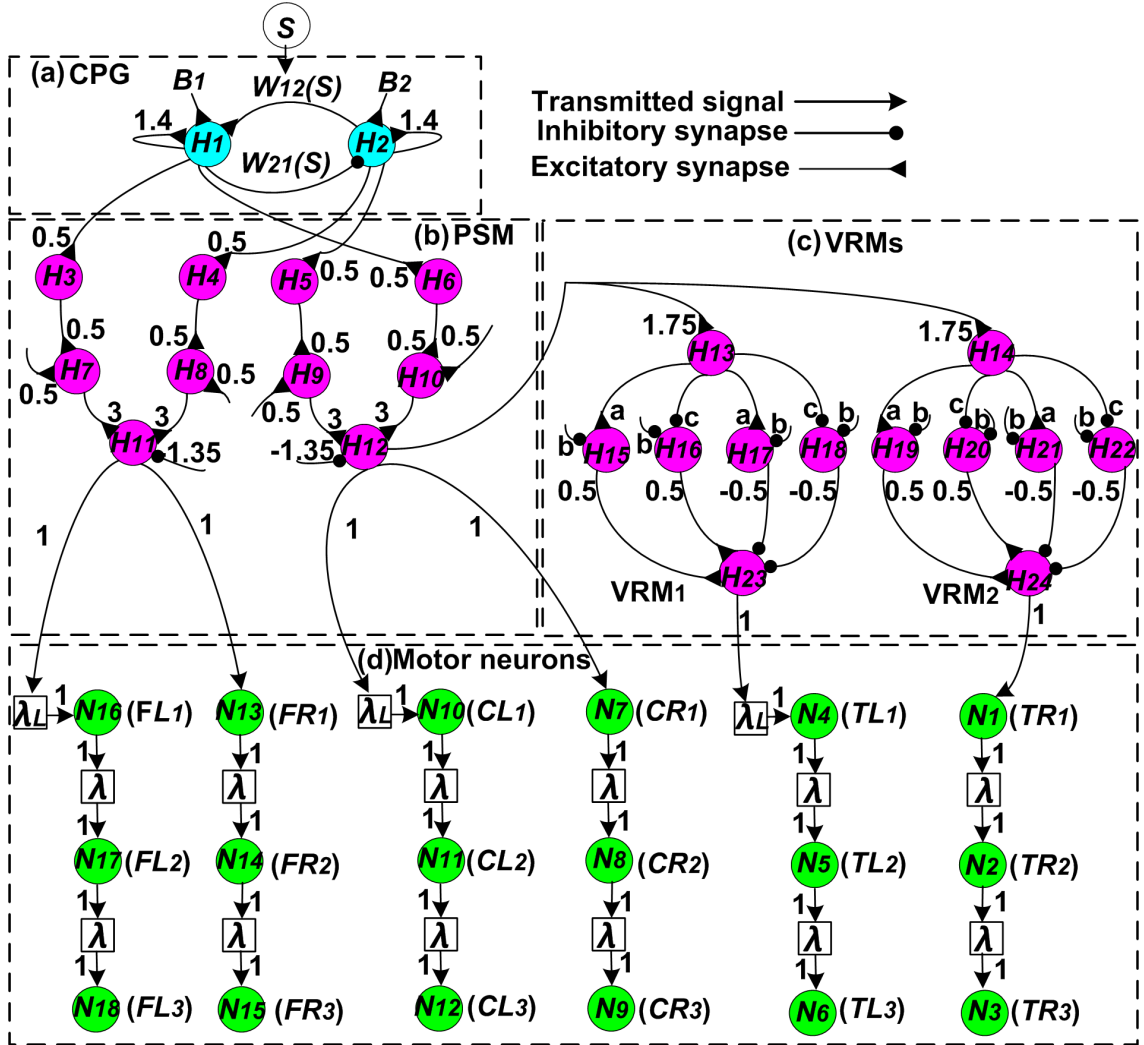 S
(a) CPG
B1 W12(S) B2
1.4 H1 H2 1.4
W21(S)
Transmitted signal
Inhibitory synapse
Excitatory synapse
(b) PSM
0.5 0.5 0.5 0.5
H3 H4 H5 H6
0.5 0.5 0.5 0.5 0.5
H7 H8 H9 H10
0.5 0.5 0.5
3 3 3 3
H11 H12
-1.35 -1.35
1 1 1 1
(c) VRMs
1.75 H13 1.75 H14
a c a c a c a c
b b b b b b b b
H15 H16 H17 H18 H19 H20 H21 H22
0.5 0.5 -0.5 -0.5 0.5 0.5 -0.5 -0.5
H23 H24
VRM1 VRM2
1 1
(d) Motor neurons
λL 1 N16 (FL1) N13 (FR1) λL 1 N10 (CL1) N7 (CR1) λL 1 N4 (TL1) N1 (TR1)
1 1 1 1 1 1
λ λ λ λ λ λ
1 1 1 1 1 1
N17 (FL2) N14 (FR2) N11 (CL2) N8 (CR2) N5 (TL2) N2 (TR2)
1 1 1 1 1 1
λ λ λ λ λ λ
1 1 1 1 1 1
N18 (FL3) N15 (FR3) N12 (CL3) N9 (CR3) N6 (TL3) N3 (TR3)